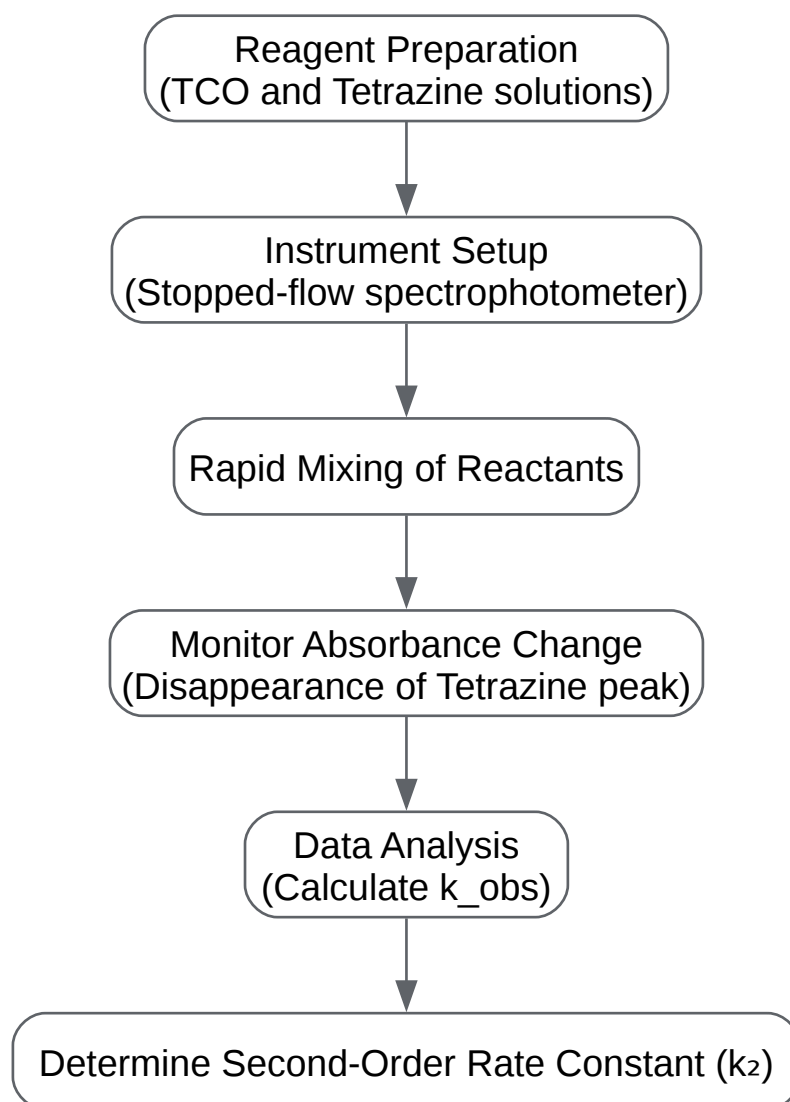 Reagent Preparation
(TCO and Tetrazine solutions)
Instrument Setup
(Stopped-flow spectrophotometer)
Rapid Mixing of Reactants
Monitor Absorbance Change
(Disappearance of Tetrazine peak)
Data Analysis
(Calculate k_obs)
Determine Second-Order Rate Constant (k₂)